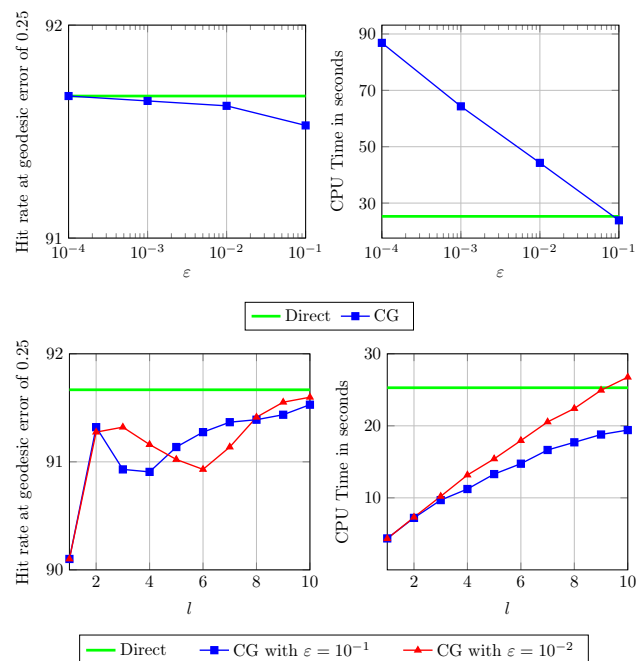 Hit rate at geodesic error of 0.25
92
91
10⁻⁴ 10⁻³ 10⁻² 10⁻¹
ε
CPU Time in seconds
90
70
50
30
10⁻⁴ 10⁻³ 10⁻² 10⁻¹
ε
Direct CG
Hit rate at geodesic error of 0.25
92
91
90
2 4 6 8 10
l
CPU Time in seconds
30
20
10
2 4 6 8 10
l
Direct CG with ε = 10⁻¹ CG with ε = 10⁻²